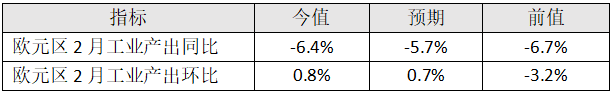 指标 今值 预期 前值
欧元区 2 月工业产出同比 -6.4% -5.7% -6.7%
欧元区 2 月工业产出环比 0.8% 0.7% -3.2%